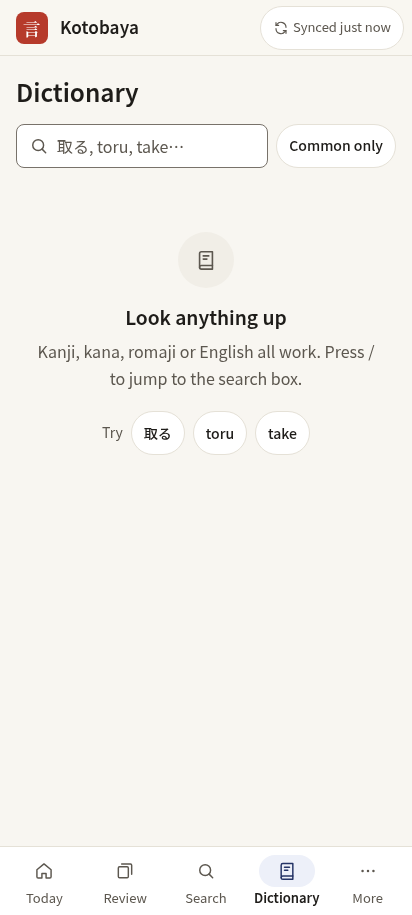 言 Kotobaya
Synced just now
Dictionary
取る, toru, take…
Common only
Look anything up
Kanji, kana, romaji or English all work. Press /
to jump to the search box.
Try 取る toru take
Today Review Search Dictionary More